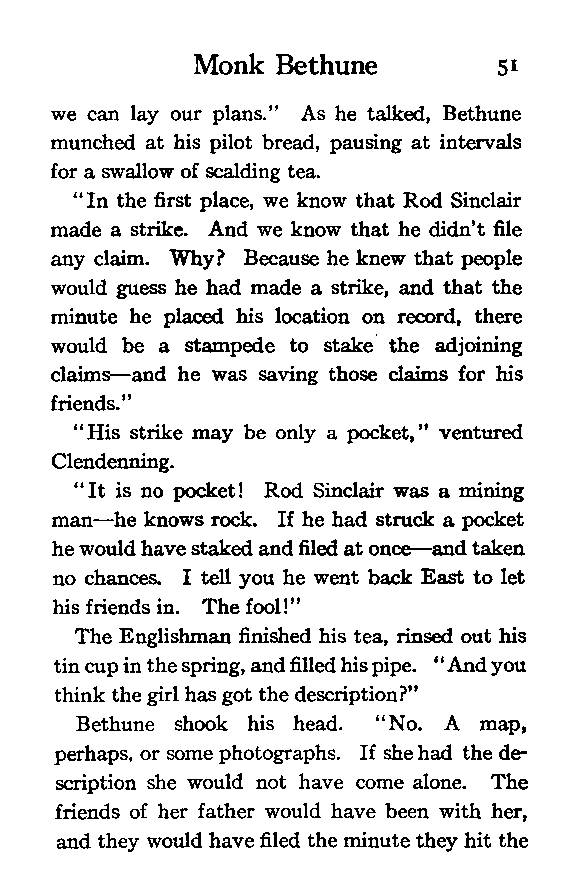 Monk Bethune 51
we can lay our plans." As he talked, Bethune
munched at his pilot bread, pausing at intervals
for a swallow of scalding tea.
"In the first place, we know that Rod Sinclair
made a strike. And we know that he didn't file
any claim. Why? Because he knew that people
would guess he had made a strike, and that the
minute he placed his location on record, there
would be a stampede to stake the adjoining
claims—and he was saving those claims for his
friends."
"His strike may be only a pocket," ventured
Clendenning.
"It is no pocket! Rod Sinclair was a mining
man—he knows rock. If he had struck a pocket
he would have staked and filed at once—and taken
no chances. I tell you he went back East to let
his friends in. The fool!"
The Englishman finished his tea, rinsed out his
tin cup in the spring, and filled his pipe. "And you
think the girl has got the description?"
Bethune shook his head. "No. A map,
perhaps, or some photographs. If she had the de-
scription she would not have come alone. The
friends of her father would have been with her,
and they would have filed the minute they hit the